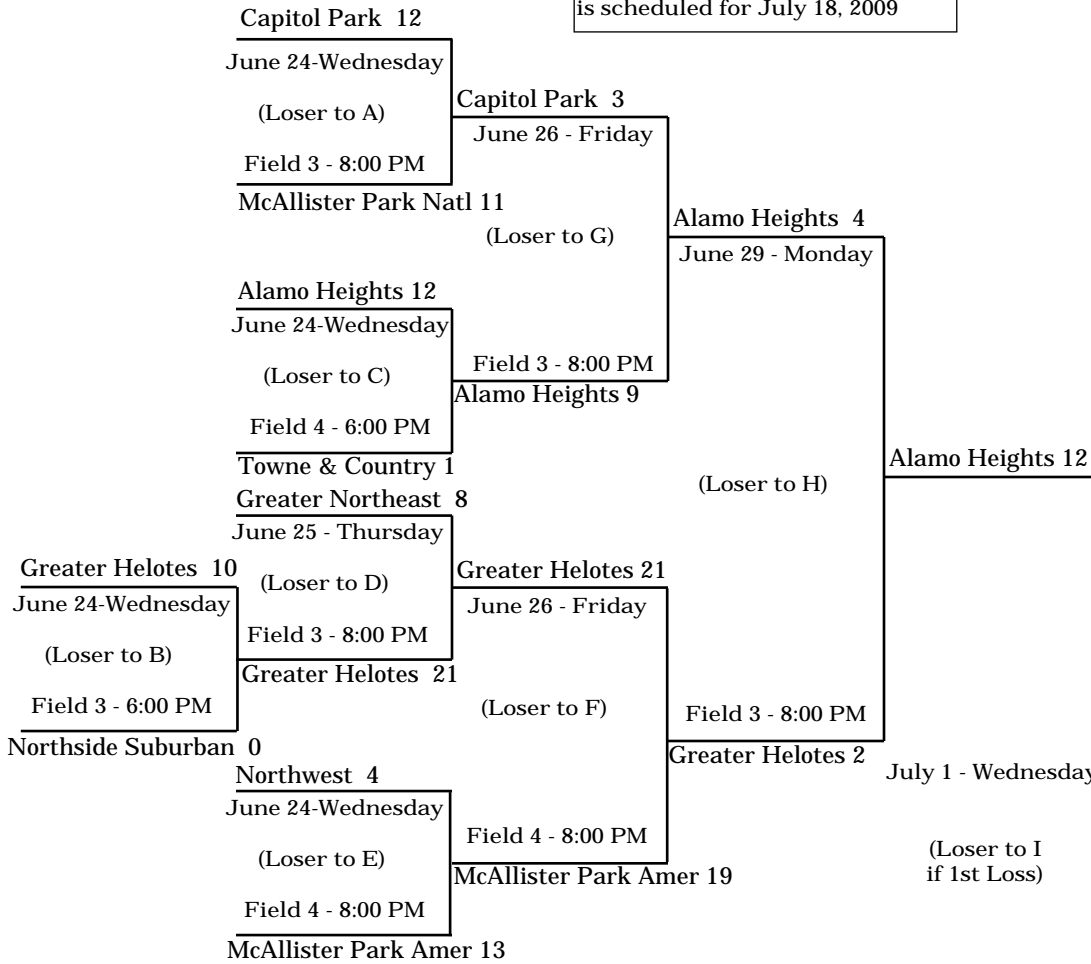 is scheduled for July 18, 2009
Capitol Park 12
June 24-Wednesday
(Loser to A)
Field 3 - 8:00 PM
McAllister Park Natl 11
Capitol Park 3
June 26 - Friday
(Loser to G)
Field 3 - 8:00 PM
Alamo Heights 9
Alamo Heights 12
June 24-Wednesday
(Loser to C)
Field 4 - 6:00 PM
Towne & Country 1
Alamo Heights 4
June 29 - Monday
(Loser to H)
Field 3 - 8:00 PM
Greater Helotes 2
Greater Northeast 8
June 25 - Thursday
(Loser to D)
Field 3 - 8:00 PM
Greater Helotes 21
Greater Helotes 10
June 24-Wednesday
(Loser to B)
Field 3 - 6:00 PM
Northside Suburban 0
Greater Helotes 21
June 26 - Friday
(Loser to F)
Field 4 - 8:00 PM
McAllister Park Amer 19
Northwest 4
June 24-Wednesday
(Loser to E)
Field 4 - 8:00 PM
McAllister Park Amer 13
Alamo Heights 12
July 1 - Wednesday
(Loser to I
if 1st Loss)